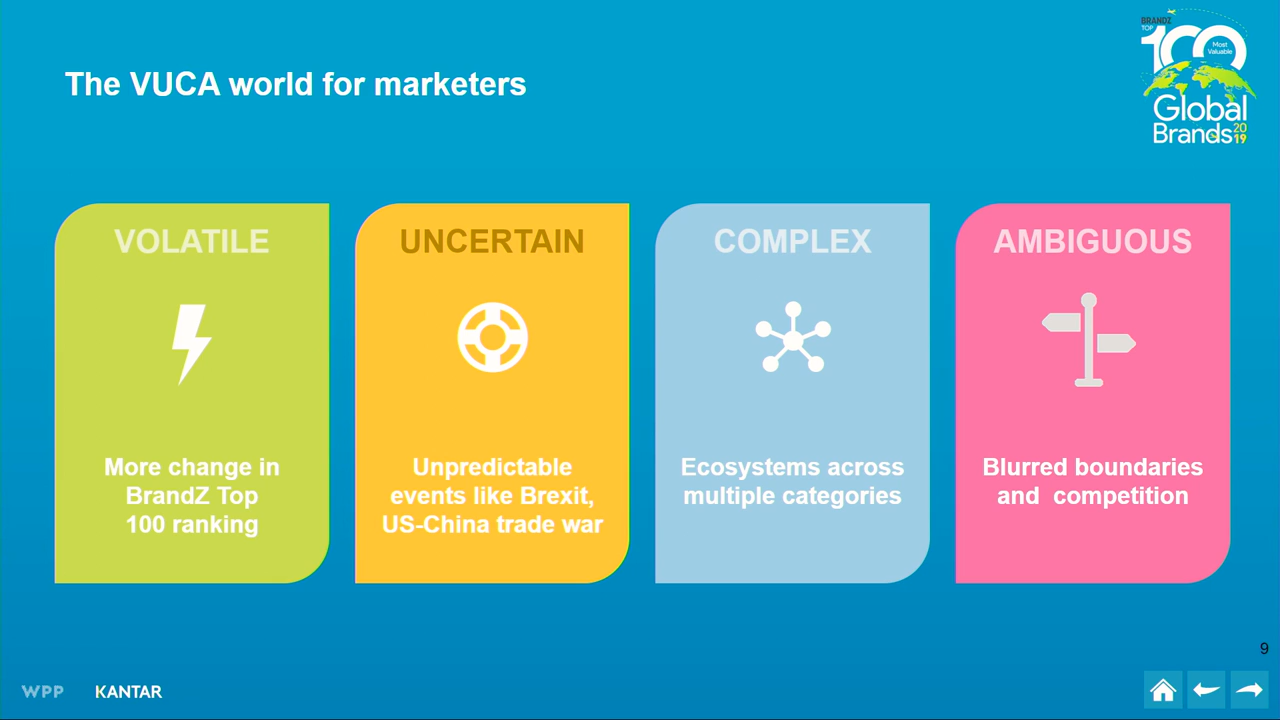 The VUCA world for marketers
BRANDZ
TOP
100
Most
Valuable
Global
Brands 2019
VOLATILE
UNCERTAIN
COMPLEX
AMBIGUOUS
More change in
BrandZ Top
100 ranking
Unpredictable
events like Brexit,
US-China trade war
Ecosystems across
multiple categories
Blurred boundaries
and  competition
9
WPP
KANTAR